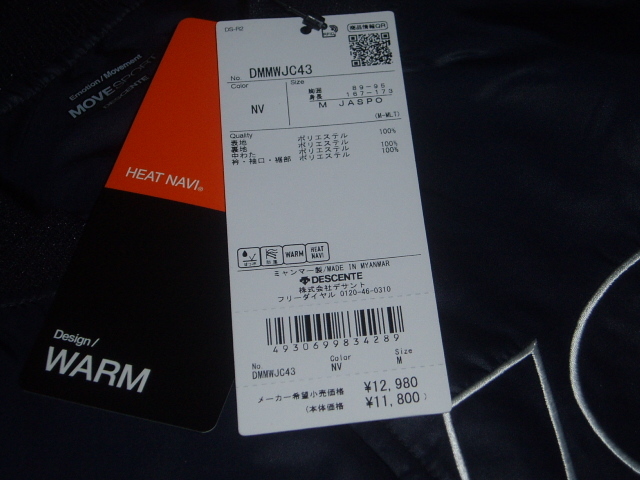 Emotion/Movement
MOVESPORT
DESCENTE
HEAT NAVI®
Design/
WARM
DS-R2
商品情報QR
No. DMMWJC43
Color
Size
NV
胸囲 89-95
身長 167-173
M JASPO
(M-MLT)
Quality
表地 ポリエステル 100%
裏地 ポリエステル 100%
中わた ポリエステル 100%
衿・袖口・裾部 ポリエステル
WARM
HEAT NAVI
ミャンマー製/MADE IN MYANMAR
DESCENTE
株式会社デサント
フリーダイヤル 0120-46-0310
4930699834289
No. Color Size
DMMWJC43 NV M
メーカー希望小売価格 ¥12,980
(本体価格 ¥11,800)